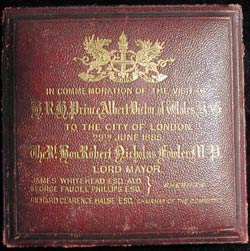 IN COMMEMORATION OF THE VISIT OF
H.R.H. Prince Albert Victor of Wales, K.G.
TO THE CITY OF LONDON
29TH JUNE 1885
The Rt. Hon. Robert Nicholas Fowler, M.P.
LORD MAYOR
JAMES WHITEHEAD ESQ. ALD.
GEORGE FAUDEL PHILLIPS ESQ.
SHERIFFS
RICHARD CLARENCE HALSE ESQ. CHAIRMAN OF THE COMMITTEE